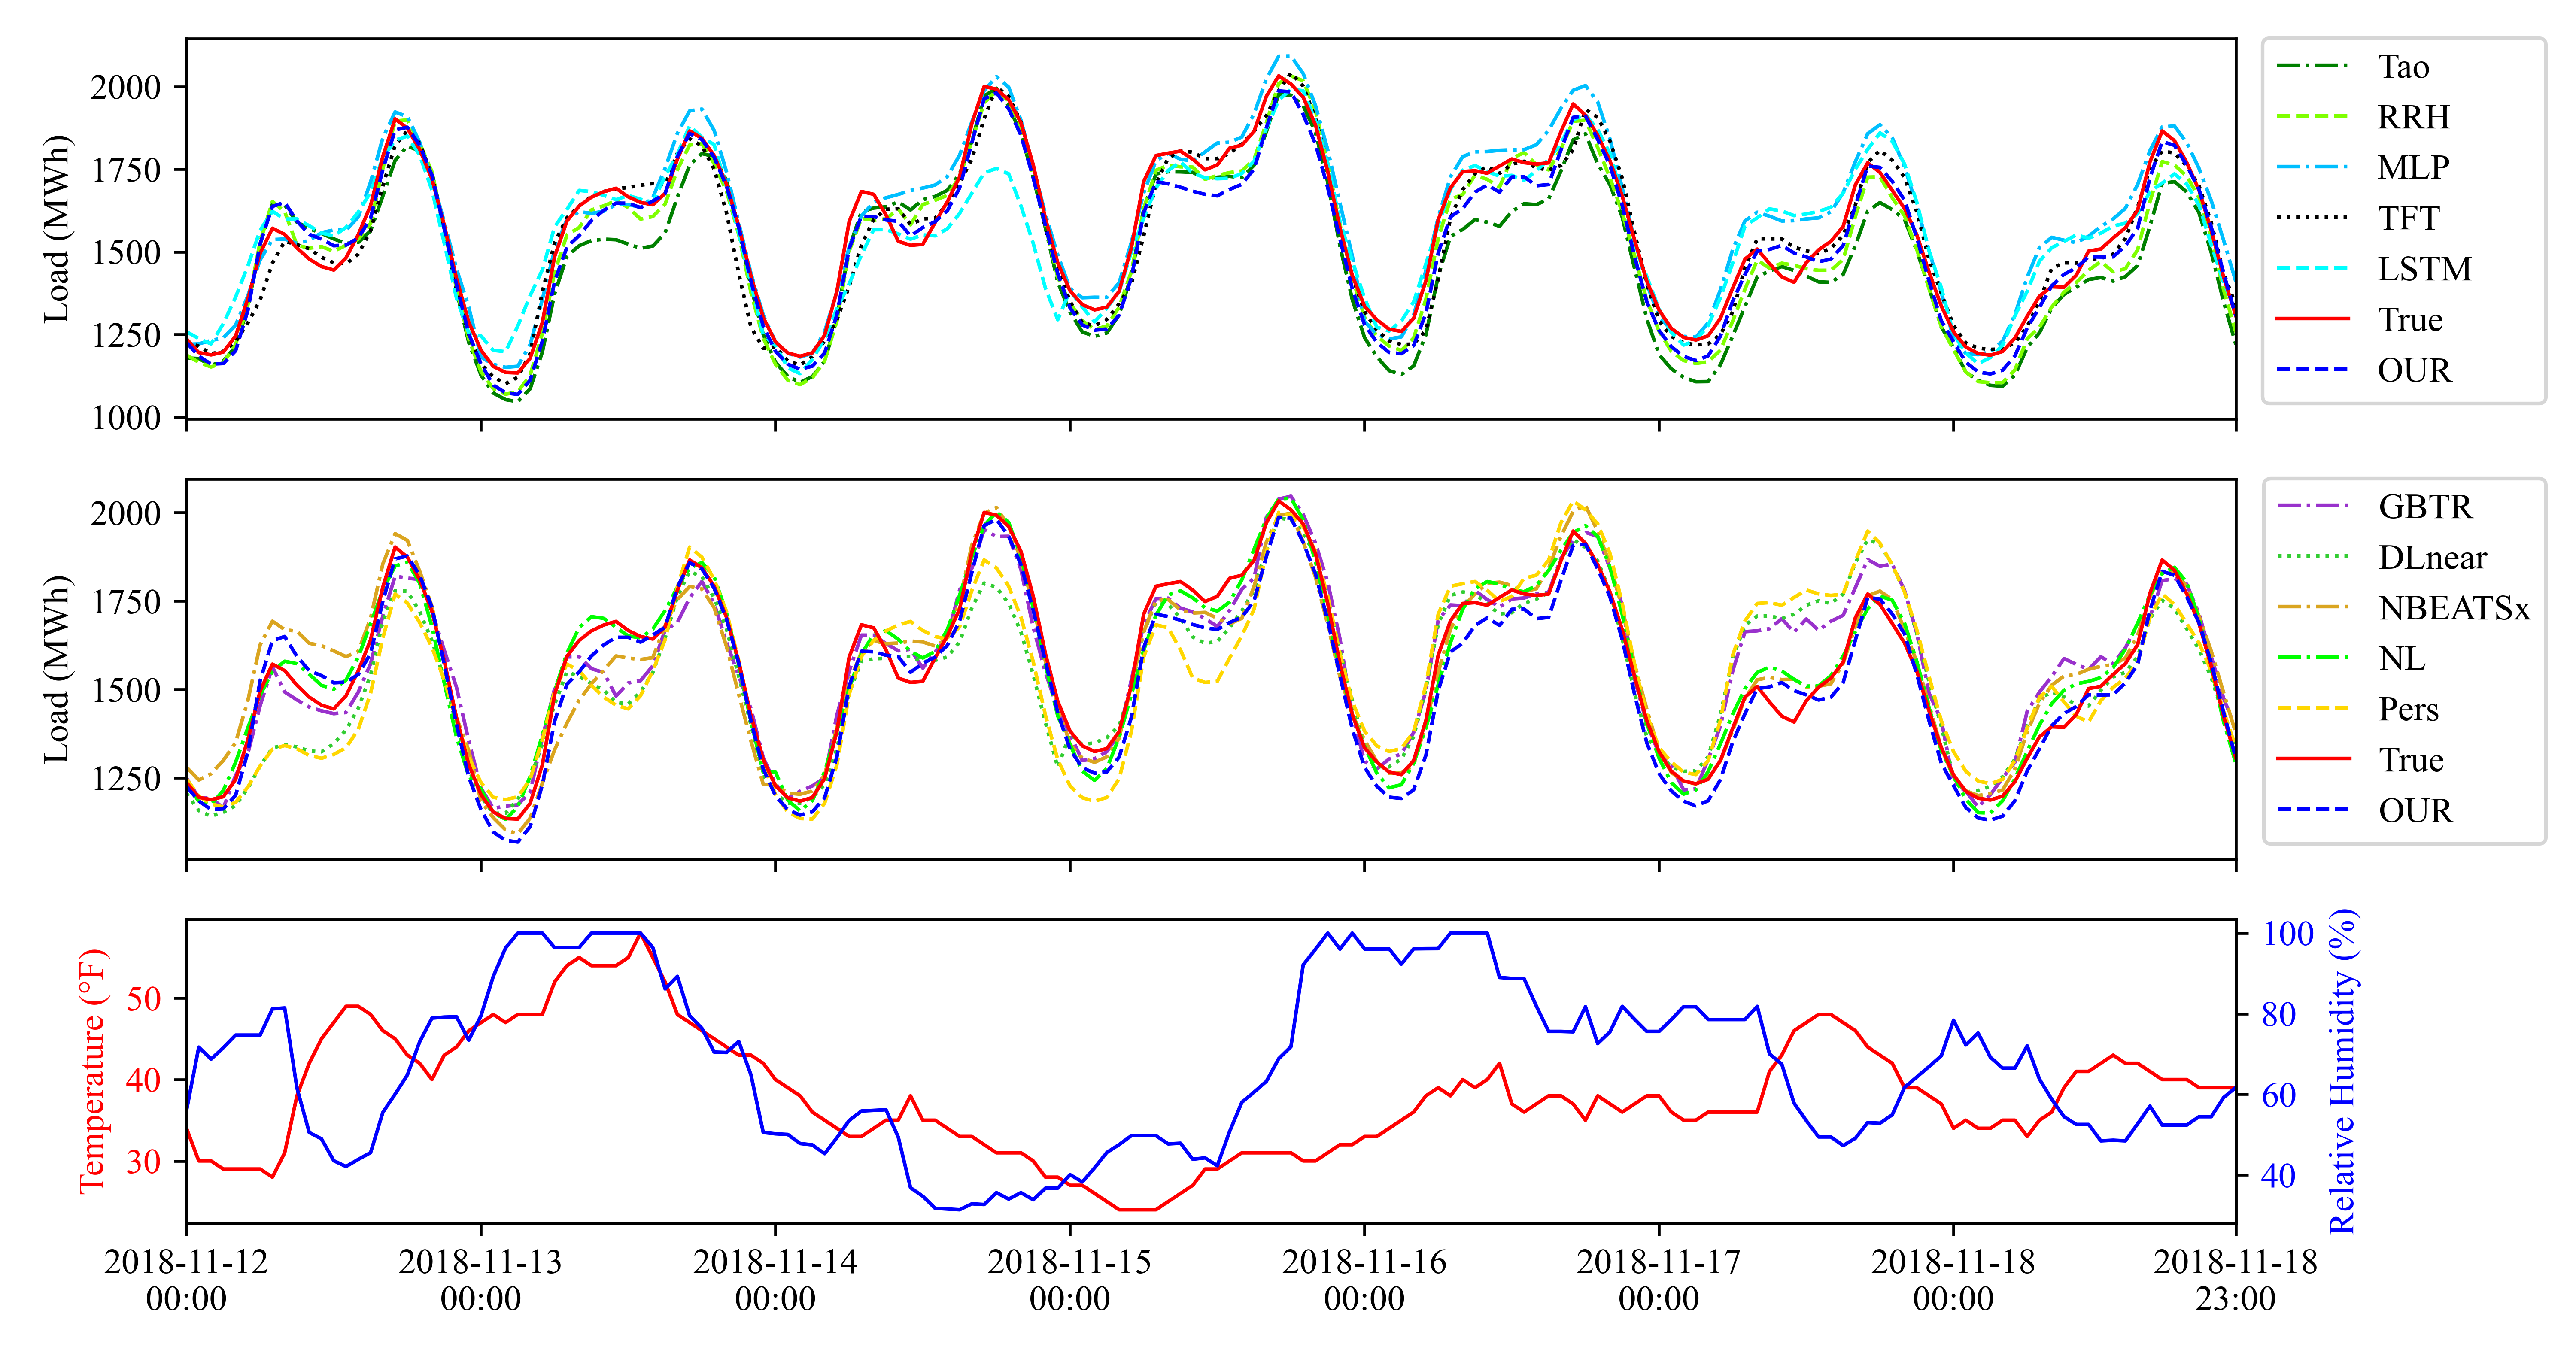 Load (MWh)
2000
1750
1500
1250
1000
Tao
RRH
MLP
TFT
LSTM
True
OUR
Load (MWh)
2000
1750
1500
1250
GBTR
DLnear
NBEATSx
NL
Pers
True
OUR
Temperature (°F)
50
40
30
100
80
60
40
Relative Humidity (%)
2018-11-12 2018-11-13 2018-11-14 2018-11-15 2018-11-16 2018-11-17 2018-11-18 2018-11-18
00:00 00:00 00:00 00:00 00:00 00:00 00:00 23:00